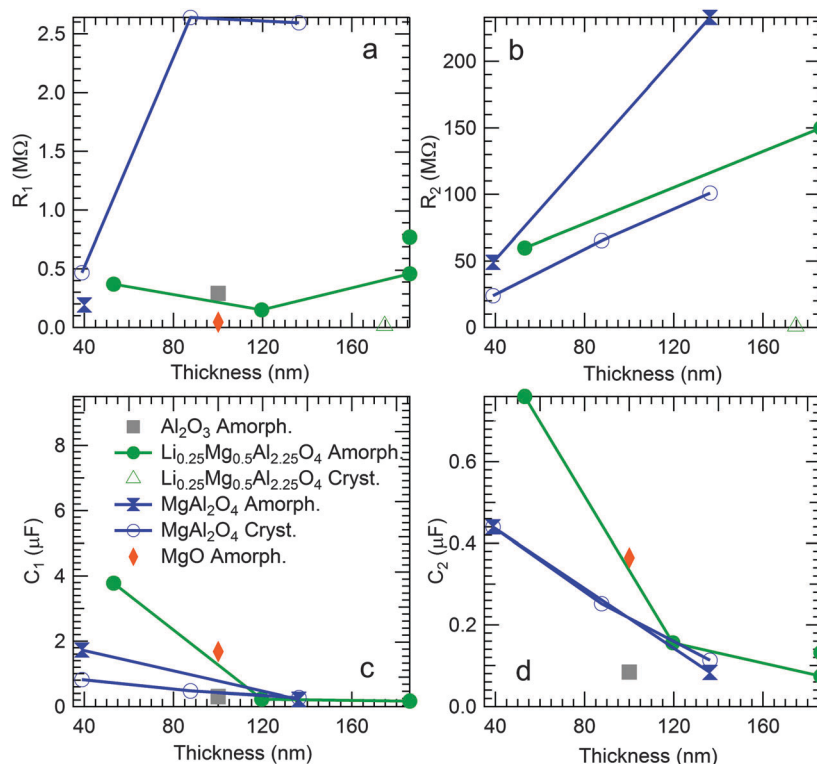 a
R₁ (MΩ)
2.5
2.0
1.5
1.0
0.5
0.0
40
80
120
160
Thickness (nm)
b
R₂ (MΩ)
200
150
100
50
0
40
80
120
160
Thickness (nm)
C₁ (μF)
8
6
4
2
0
Al₂O₃ Amorph.
Li₀.₂₅Mg₀.₅Al₂.₂₅O₄ Amorph.
Li₀.₂₅Mg₀.₅Al₂.₂₅O₄ Cryst.
MgAl₂O₄ Amorph.
MgAl₂O₄ Cryst.
MgO Amorph.
c
40
80
120
160
Thickness (nm)
C₂ (μF)
0.6
0.4
0.2
0.0
d
40
80
120
160
Thickness (nm)